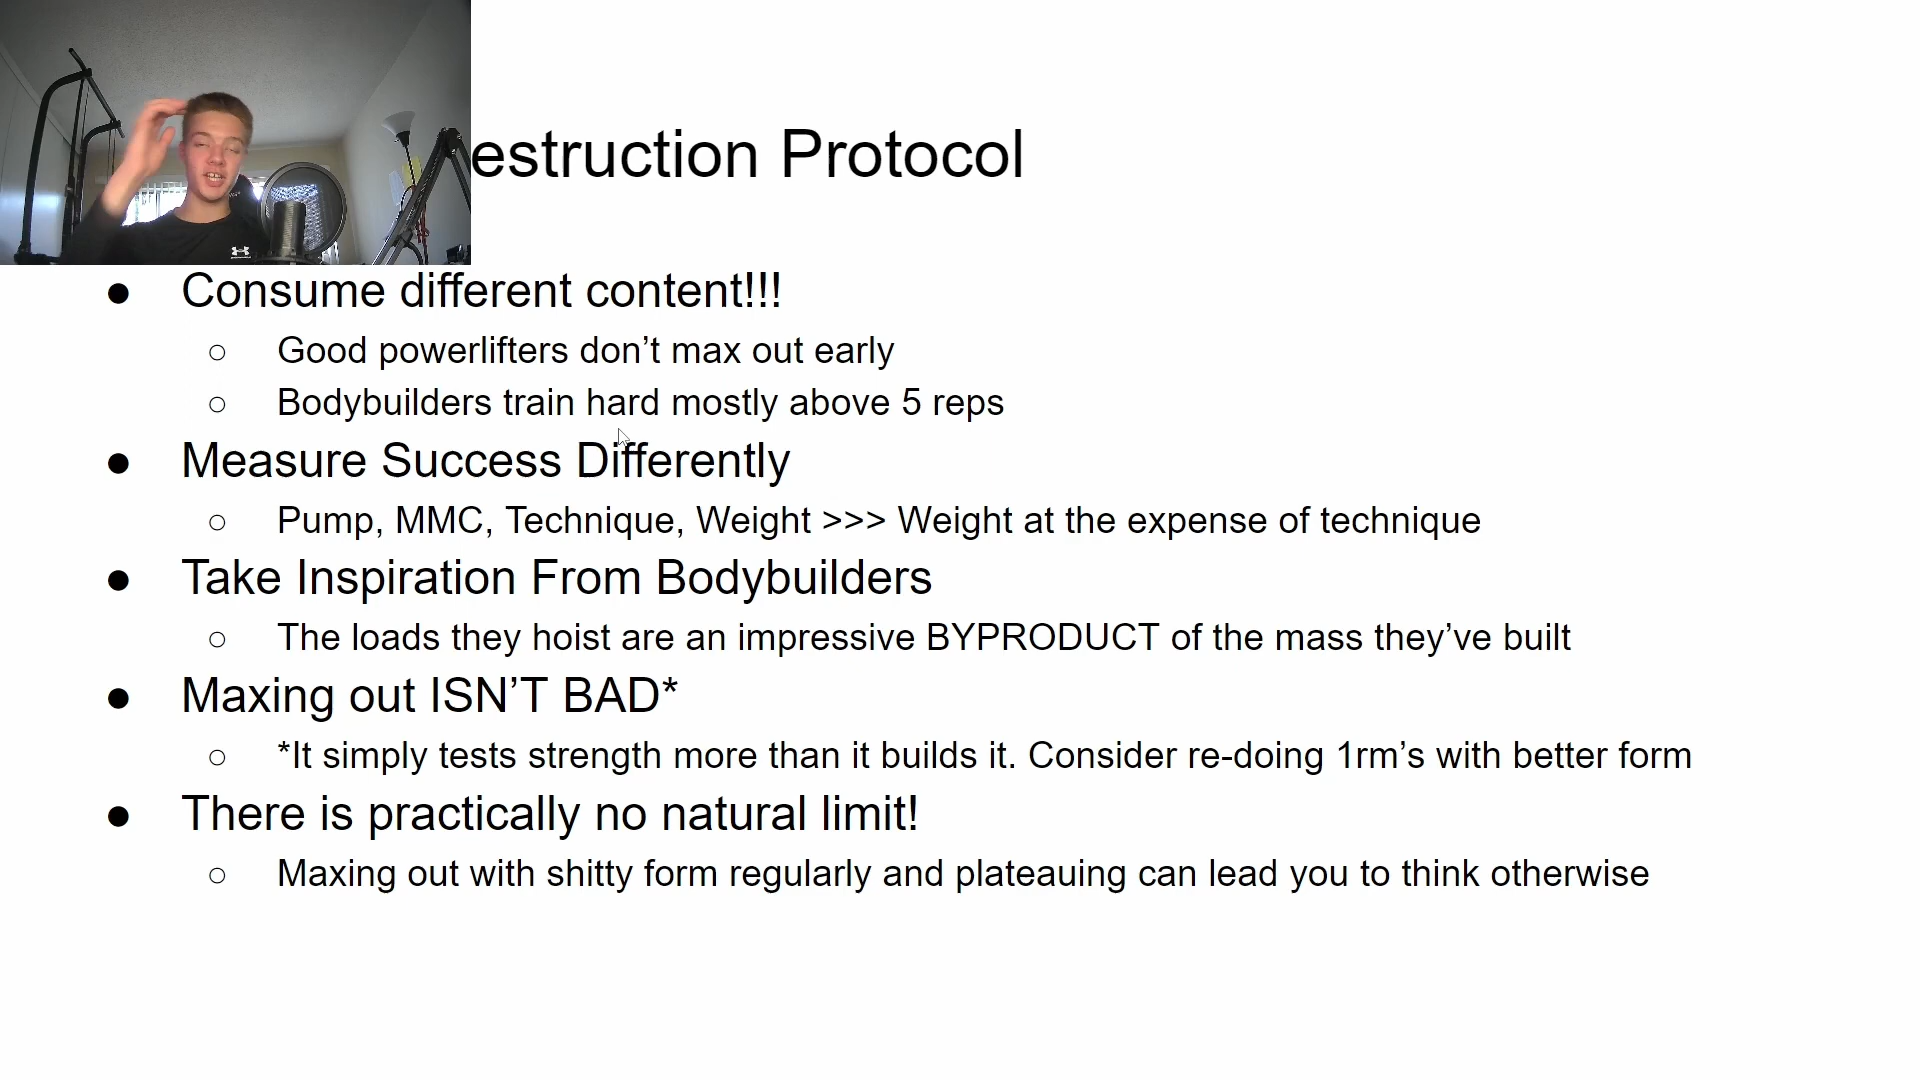 estruction Protocol
● Consume different content!!!
○ Good powerlifters don’t max out early
○ Bodybuilders train hard mostly above 5 reps
● Measure Success Differently
○ Pump, MMC, Technique, Weight >>> Weight at the expense of technique
● Take Inspiration From Bodybuilders
○ The loads they hoist are an impressive BYPRODUCT of the mass they’ve built
● Maxing out ISN’T BAD*
○ *It simply tests strength more than it builds it. Consider re-doing 1rm’s with better form
● There is practically no natural limit!
○ Maxing out with shitty form regularly and plateauing can lead you to think otherwise